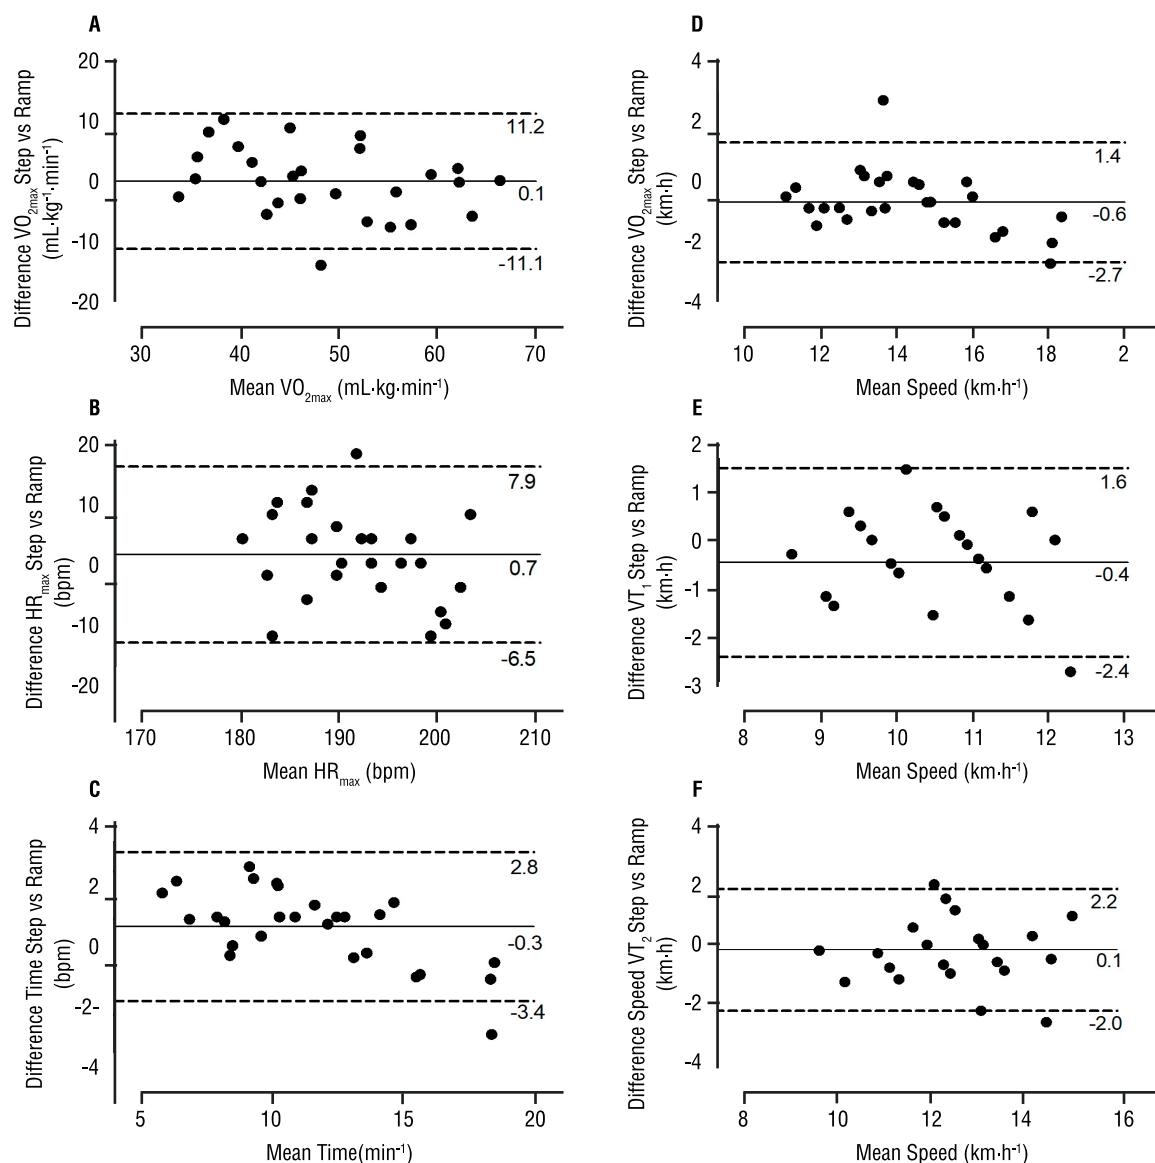 A
Difference VO2max Step vs Ramp
(mL·kg-1·min-1)
20
10
0
-10
-20
11.2
0.1
-11.1
30 40 50 60 70
Mean VO2max (mL·kg·min-1)
B
Difference HRmax Step vs Ramp
(bpm)
20
10
0
-10
-20
7.9
0.7
-6.5
170 180 190 200 210
Mean HRmax (bpm)
C
Difference Time Step vs Ramp
(bpm)
4
2
0
-2-
-4
2.8
-0.3
-3.4
5 10 15 20
Mean Time(min-1)
D
Difference VO2max Step vs Ramp
(km·h)
4
2
0
-2
-4
1.4
-0.6
-2.7
10 12 14 16 18 2
Mean Speed (km·h-1)
E
Difference VT1 Step vs Ramp
(km·h)
2
1
0
-1
-2
-3
1.6
-0.4
-2.4
8 9 10 11 12 13
Mean Speed (km·h-1)
F
Difference Speed VT2 Step vs Ramp
(km·h)
4
2
0
-2
-4
2.2
0.1
-2.0
8 10 12 14 16
Mean Speed (km·h-1)